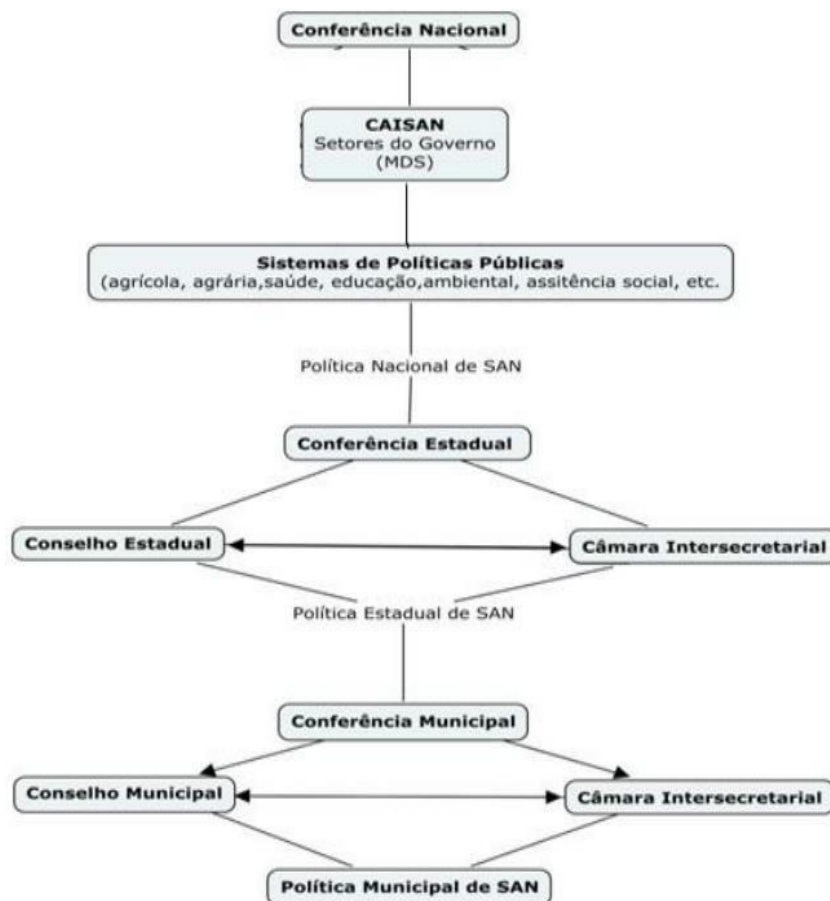 Conferência Nacional
CAISAN
Setores do Governo
(MDS)
Sistemas de Políticas Públicas
(agrícola, agrária,saúde, educação,ambiental, assitência social, etc.
Política Nacional de SAN
Conferência Estadual
Conselho Estadual
Câmara Intersecretarial
Política Estadual de SAN
Conferência Municipal
Conselho Municipal
Câmara Intersecretarial
Política Municipal de SAN